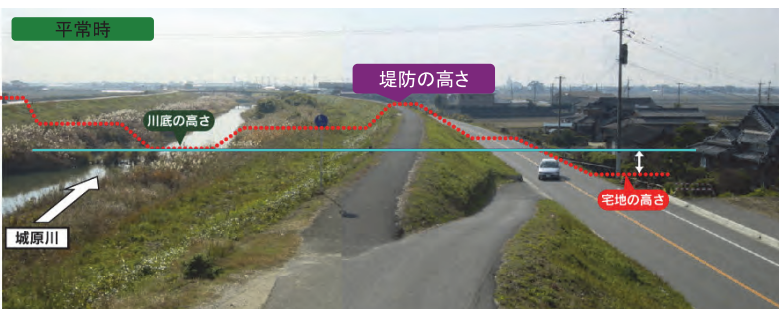 平常時
堤防の高さ
川底の高さ
宅地の高さ
城原川